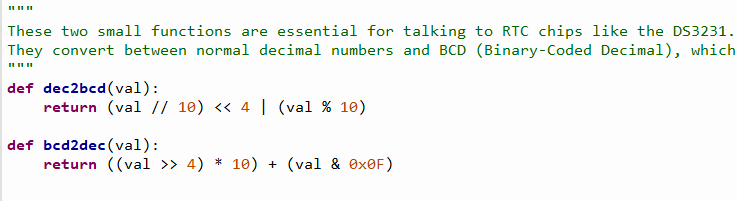 """
These two small functions are essential for talking to RTC chips like the DS3231.
They convert between normal decimal numbers and BCD (Binary-Coded Decimal), which
"""
def dec2bcd(val):
    return (val // 10) << 4 | (val % 10)

def bcd2dec(val):
    return ((val >> 4) * 10) + (val & 0x0F)